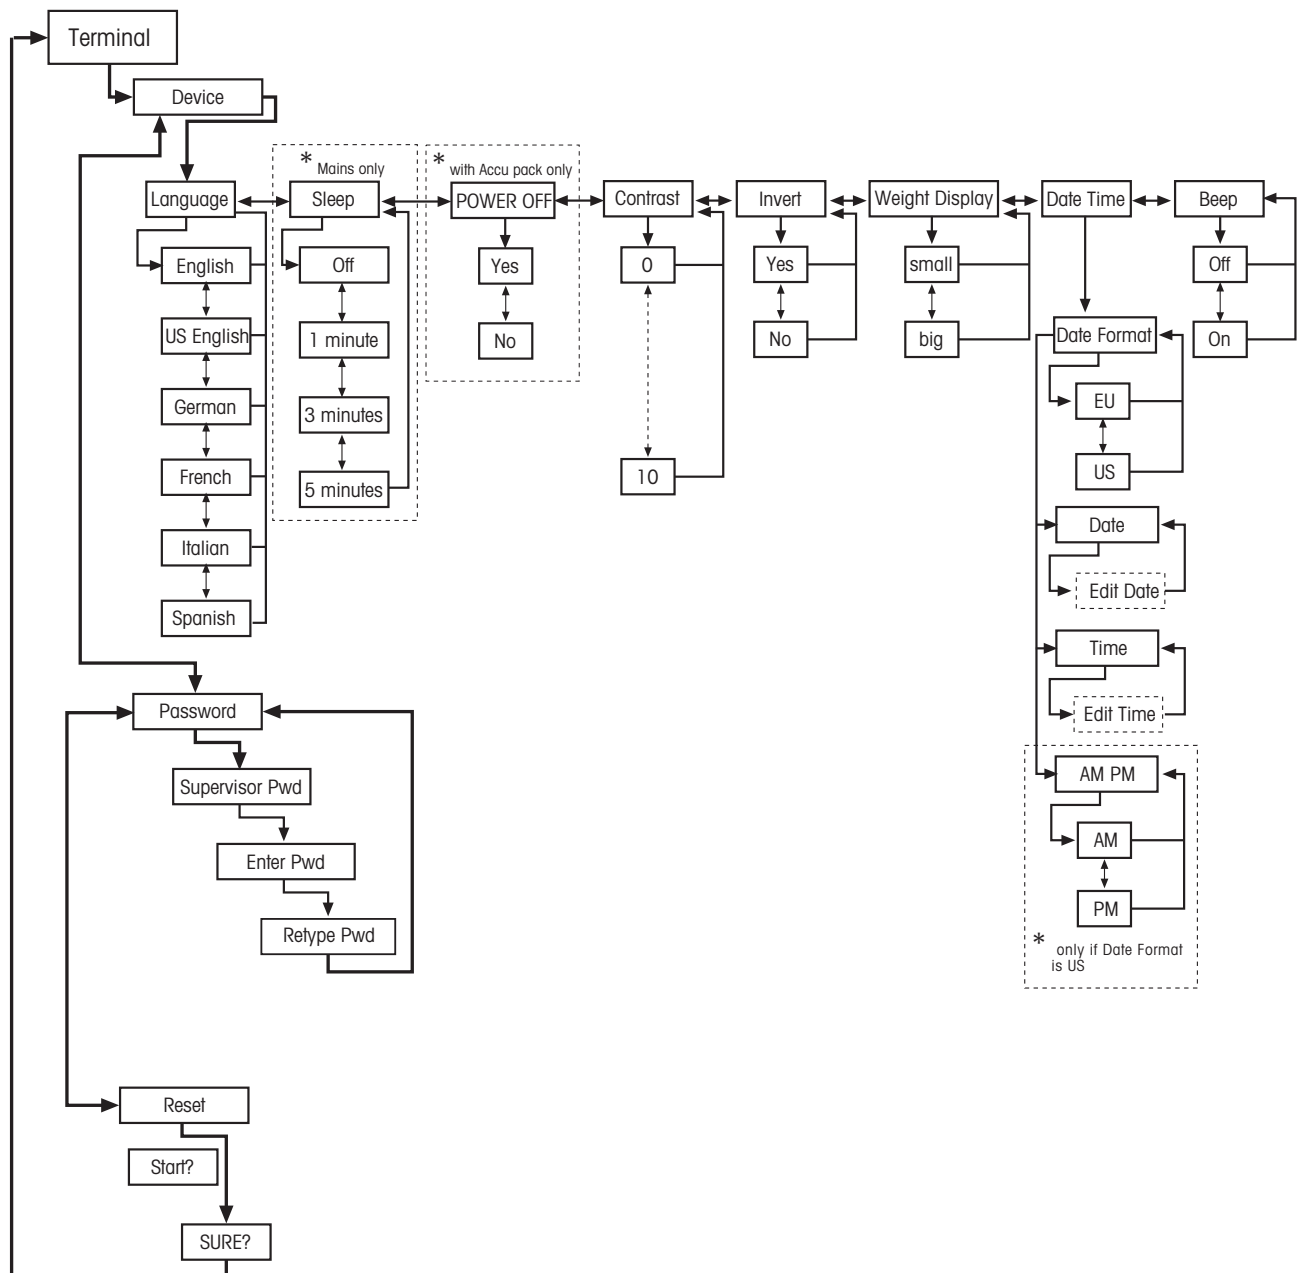 Terminal
Device
* Mains only
* with Accu pack only
Language
Sleep
POWER OFF
Contrast
Invert
Weight Display
Date Time
Beep
English
Off
Yes
0
Yes
small
Off
US English
1 minute
No
No
big
Date Format
On
German
3 minutes
EU
French
5 minutes
10
US
Italian
Date
Spanish
Edit Date
Time
Password
Edit Time
Supervisor Pwd
AM PM
Enter Pwd
AM
Retype Pwd
PM
* only if Date Format
is US
Reset
Start?
SURE?